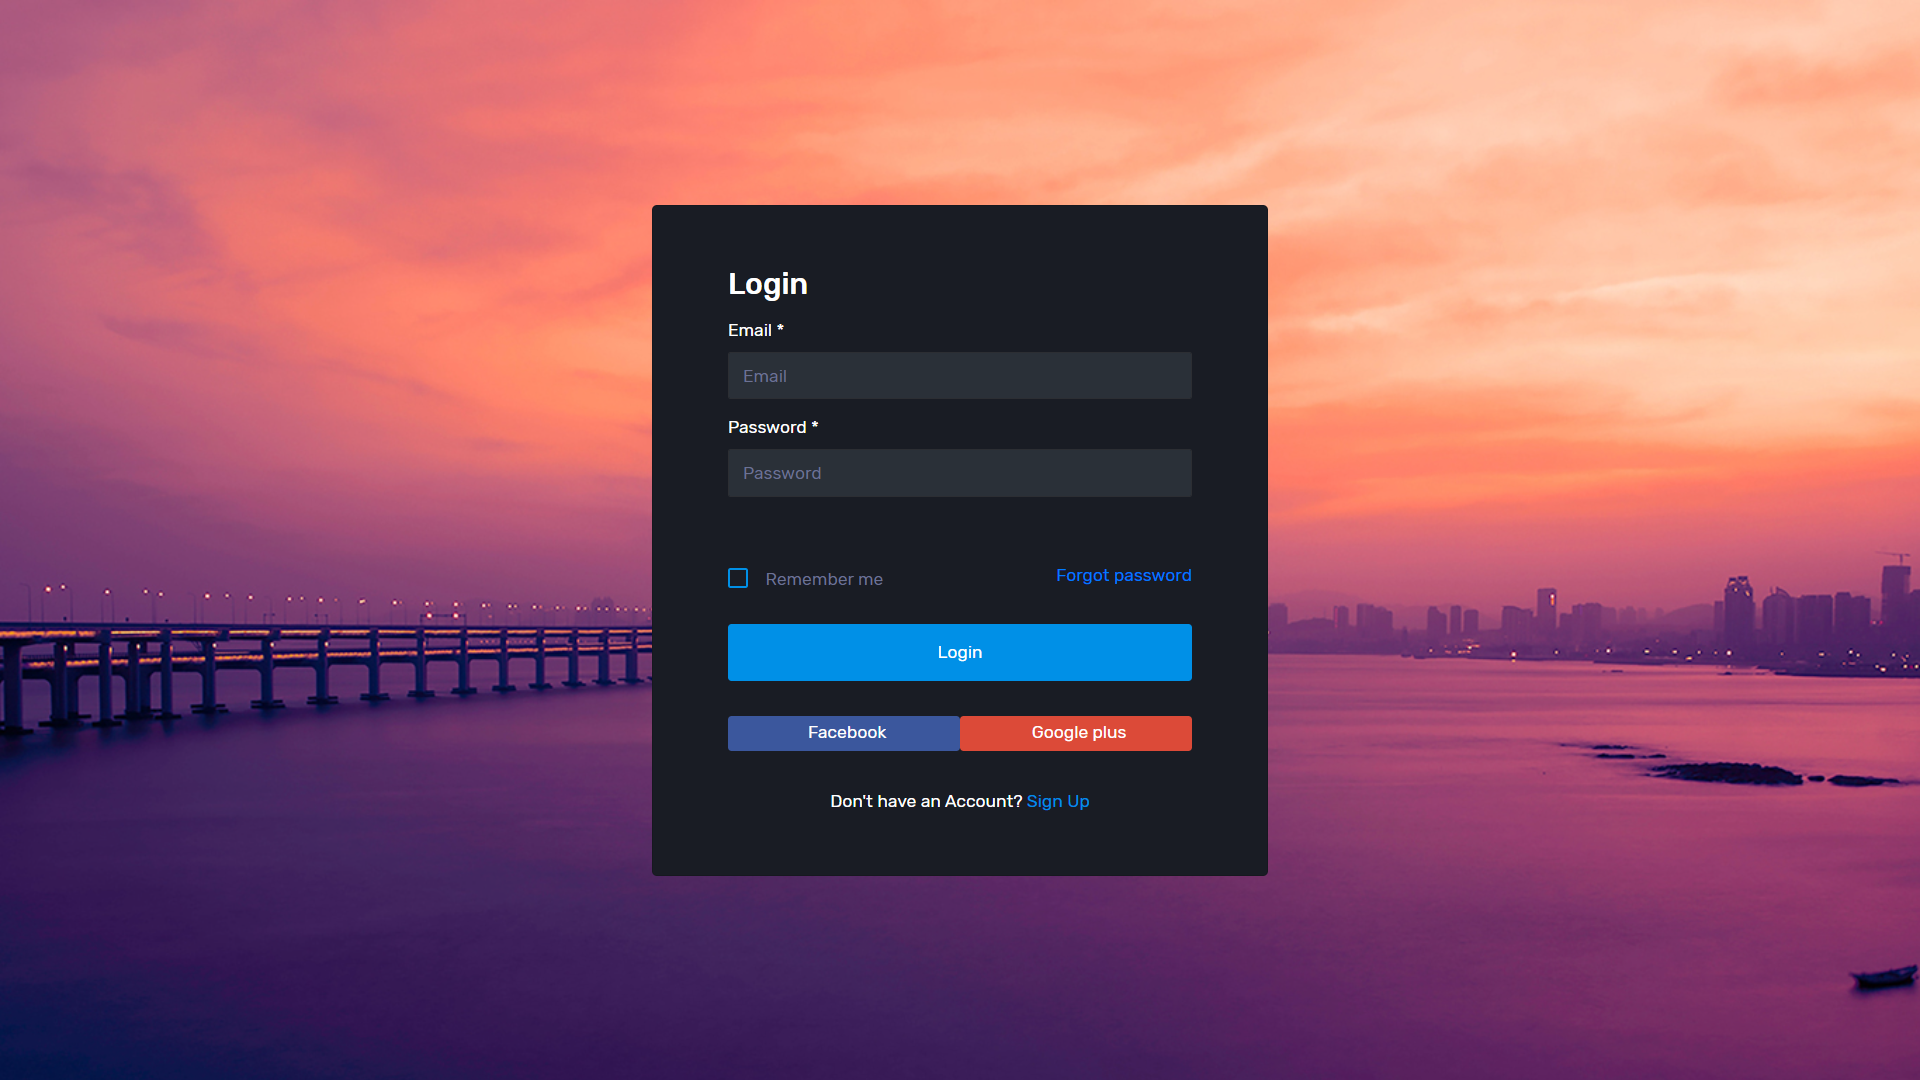 Login
Email *
Email
Password *
Password
Remember me
Forgot password
Login
Facebook
Google plus
Don't have an Account? Sign Up